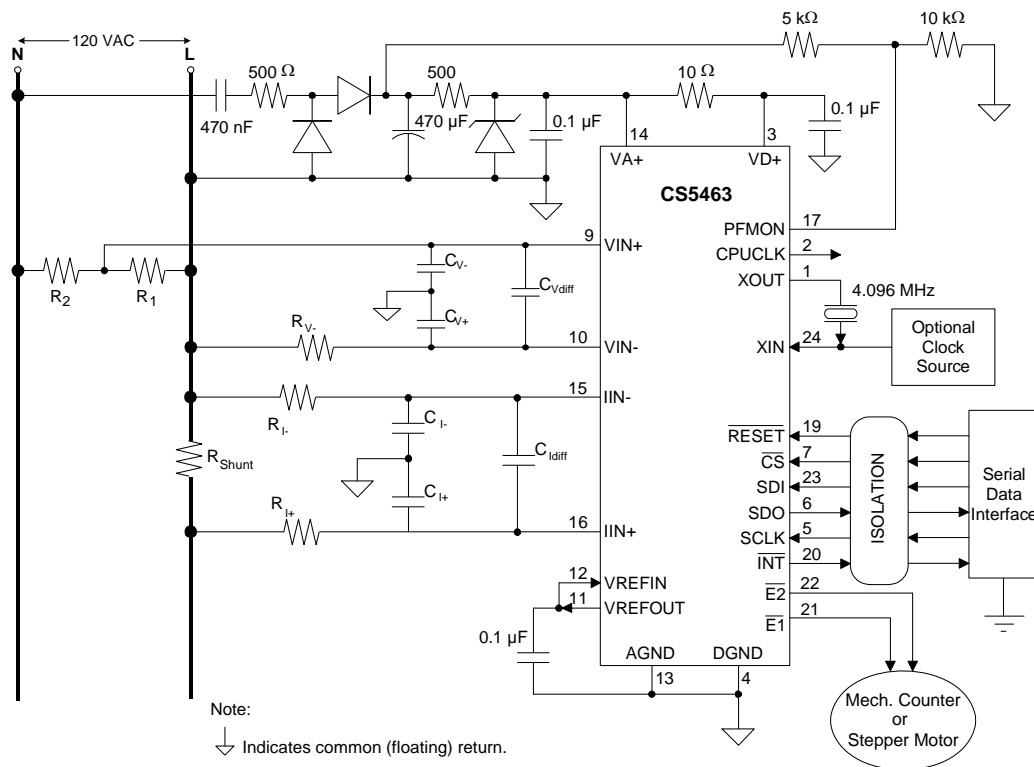 5 kΩ
10 kΩ
N
120 VAC
L
500 Ω
500
10 Ω
470 nF
470 µF
0.1 µF
0.1 µF
14
3
VA+
VD+
CS5463
9
VIN+
PFMON
17
CPUCLK
2
XOUT
1
4.096 MHz
R2
R1
CV-
CVdiff
CV+
RV-
10
VIN-
XIN
24
Optional
Clock
Source
15
IIN-
RI-
CI-
CIdiff
RShunt
CI+
RI+
16
IIN+
RESET
19
CS
7
SDI
23
SDO
6
SCLK
5
INT
20
ISOLATION
Serial
Data
Interface
12
VREFIN
11
VREFOUT
E2
22
E1
21
0.1 µF
AGND
DGND
13
4
Mech. Counter
or
Stepper Motor
Note:
Indicates common (floating) return.